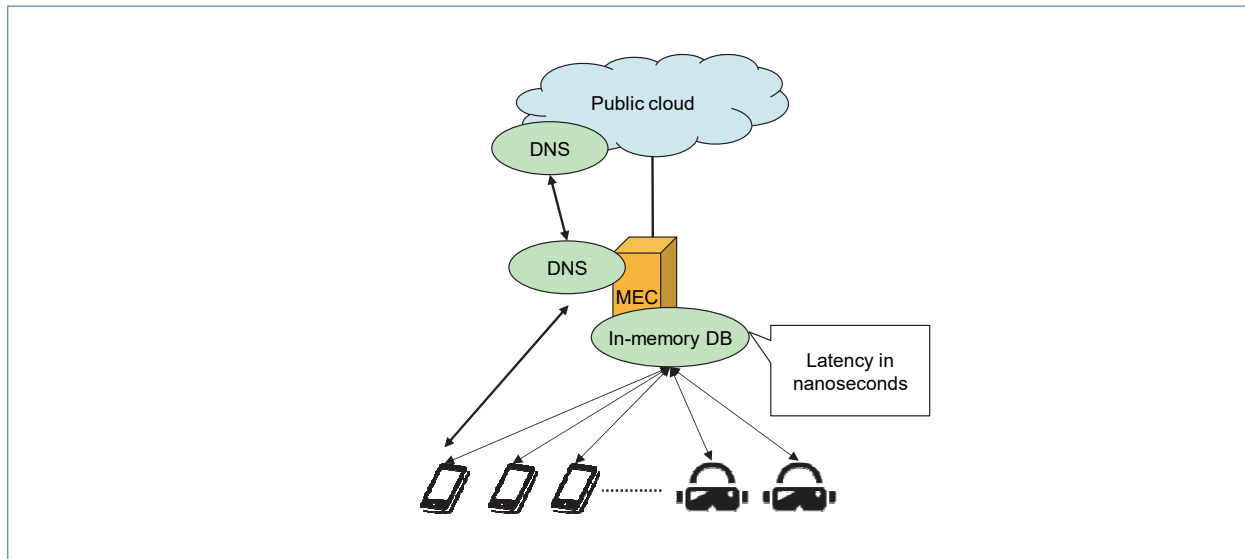 Public cloud
DNS
DNS
MEC
In-memory DB
Latency in
nanoseconds